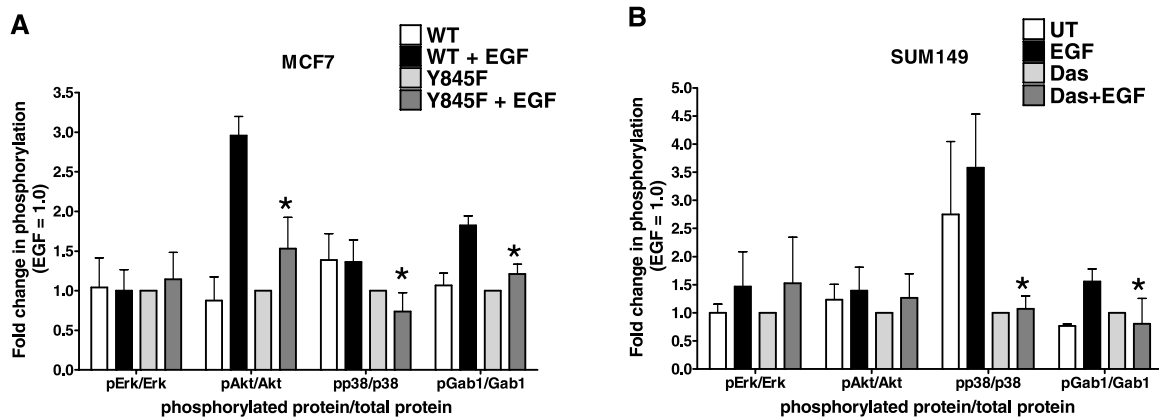 A
MCF7
WT
WT + EGF
Y845F
Y845F + EGF
Fold change in phosphorylation
(EGF = 1.0)
3.5
3.0
2.5
2.0
1.5
1.0
0.5
0.0
*
*
*
pErk/Erk
pAkt/Akt
pp38/p38
pGab1/Gab1
phosphorylated protein/total protein
B
SUM149
UT
EGF
Das
Das+EGF
Fold change in phosphorylation
(EGF = 1.0)
5.0
4.5
4.0
3.5
3.0
2.5
2.0
1.5
1.0
0.5
0.0
*
*
pErk/Erk
pAkt/Akt
pp38/p38
pGab1/Gab1
phosphorylated protein/total protein